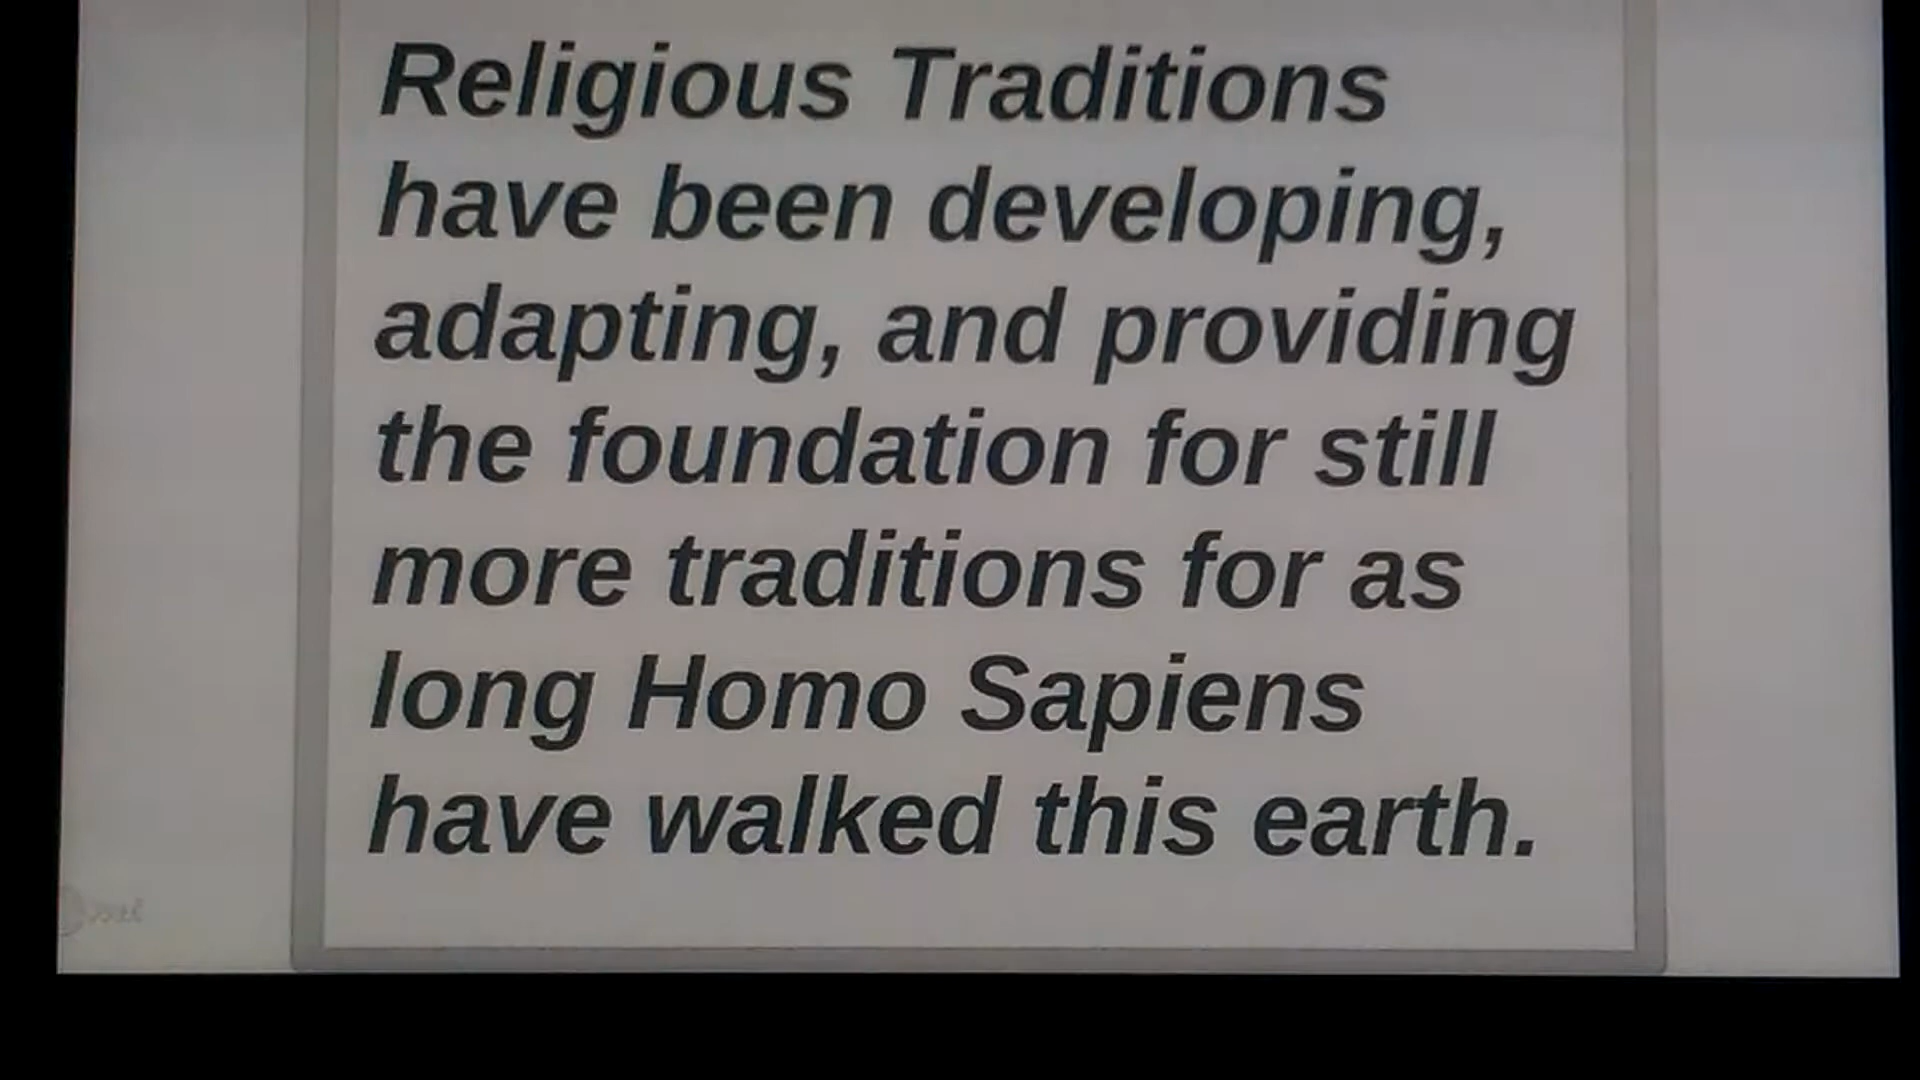 Religious Traditions
have been developing,
adapting, and providing
the foundation for still
more traditions for as
long Homo Sapiens
have walked this earth.